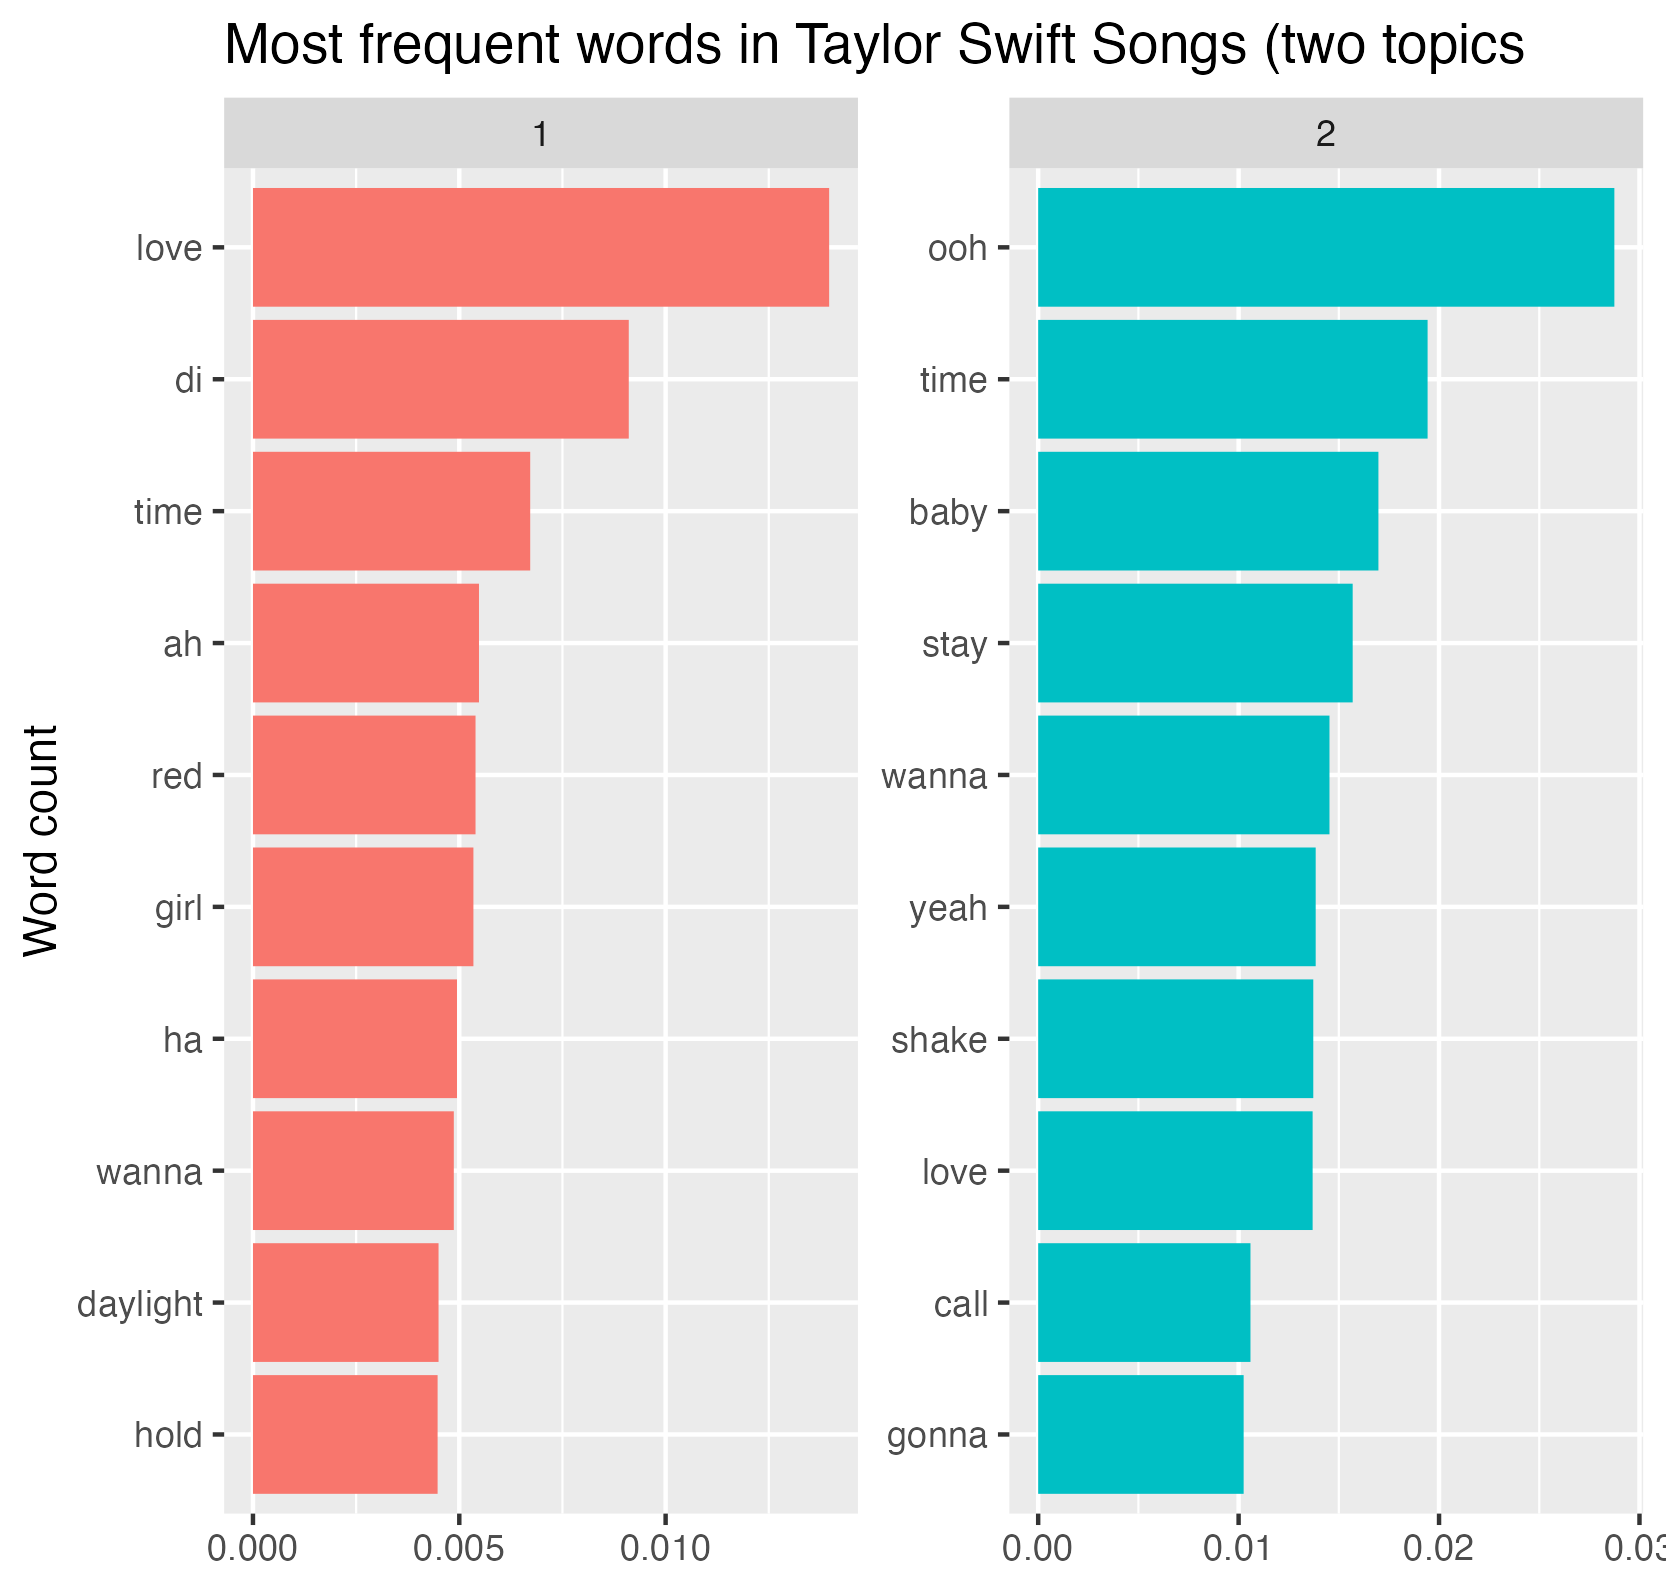 Most frequent words in Taylor Swift Songs (two topics
1
2
love
di
time
ah
red
girl
ha
wanna
daylight
hold
ooh
time
baby
stay
wanna
yeah
shake
love
call
gonna
Word count
0.000 0.005 0.010
0.00 0.01 0.02 0.03